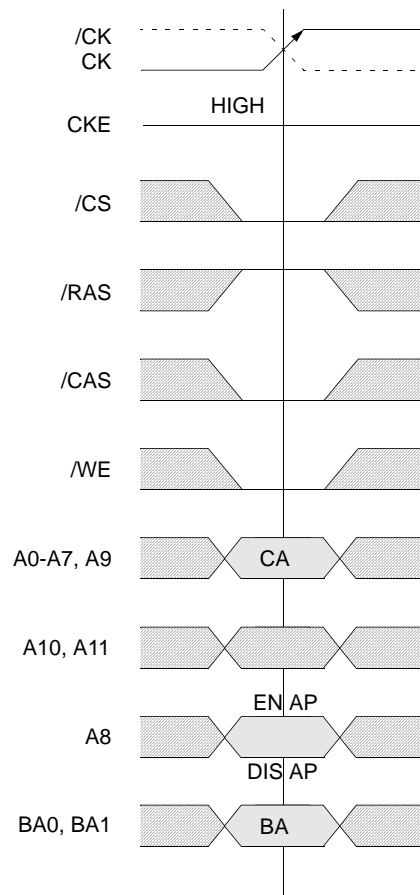 /CK
CK
HIGH
CKE
/CS
/RAS
/CAS
/WE
A0-A7, A9
CA
A10, A11
EN AP
A8
DIS AP
BA0, BA1
BA